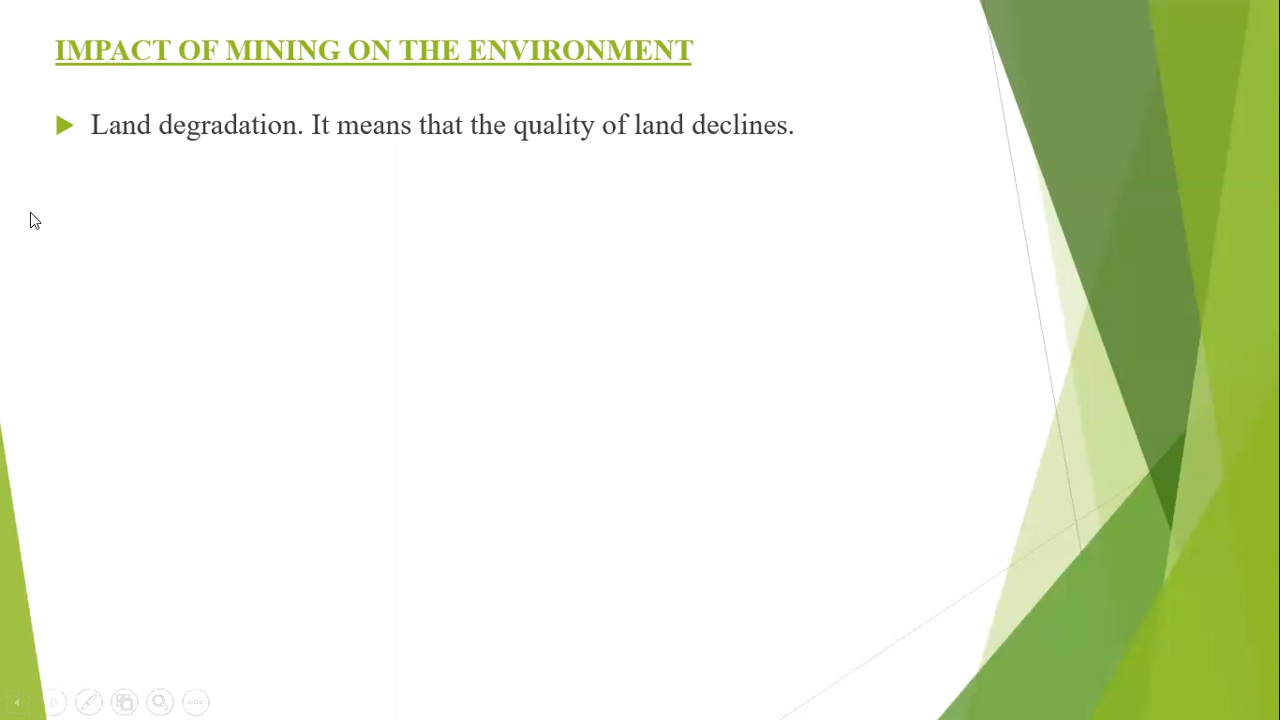 IMPACT OF MINING ON THE ENVIRONMENT
Land degradation. It means that the quality of land declines.